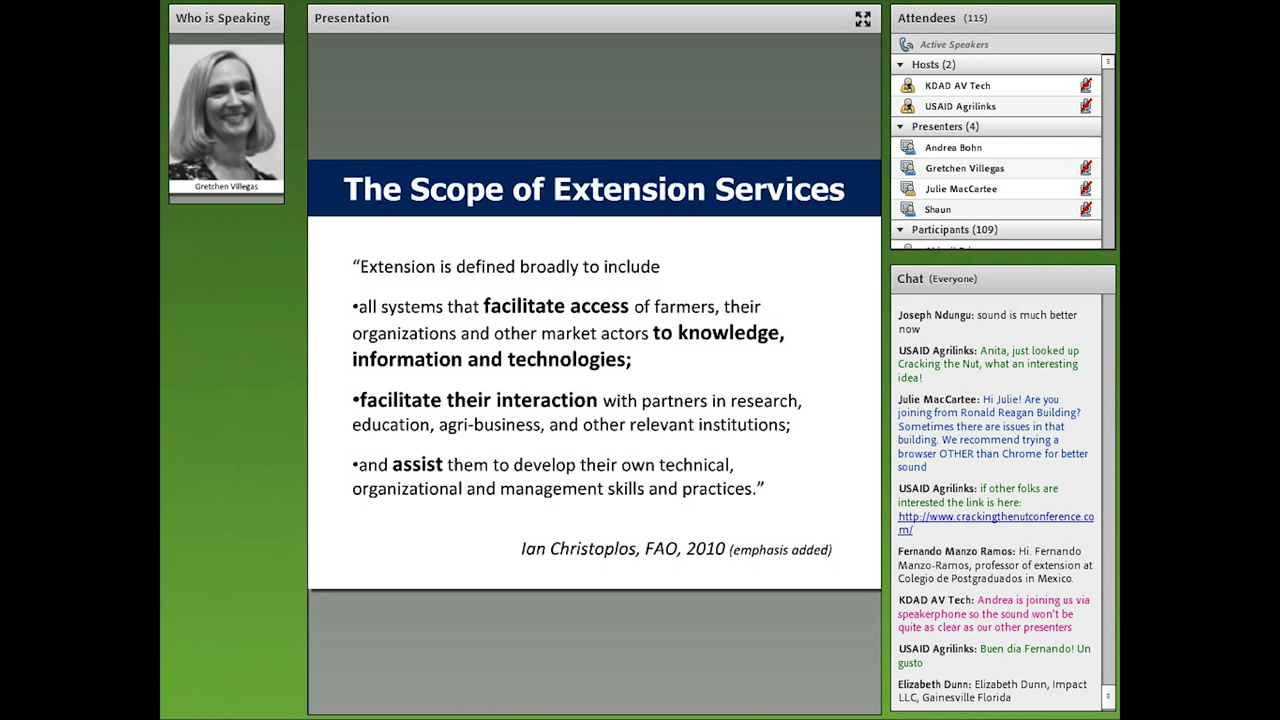 Who is Speaking
Gretchen Villegas
Presentation
The Scope of Extension Services
“Extension is defined broadly to include
•all systems that facilitate access of farmers, their
organizations and other market actors to knowledge,
information and technologies;
•facilitate their interaction with partners in research,
education, agri-business, and other relevant institutions;
•and assist them to develop their own technical,
organizational and management skills and practices.”
Ian Christoplos, FAO, 2010 (emphasis added)
Attendees (115)
Active Speakers
Hosts (2)
KDAD AV Tech
USAID Agrilinks
Presenters (4)
Andrea Bohn
Gretchen Villegas
Julie MacCartee
Shaun
Participants (109)
Chat (Everyone)
Joseph Ndungu: sound is much better
now
USAID Agrilinks: Anita, just looked up
Cracking the Nut, what an interesting
idea!
Julie MacCartee: Hi Julie! Are you
joining from Ronald Reagan Building?
Sometimes there are issues in that
building. We recommend trying a
browser OTHER than Chrome for better
sound
USAID Agrilinks: if other folks are
interested the link is here:
http://www.crackingthenutconference.co
m/
Fernando Manzo Ramos: Hi. Fernando
Manzo-Ramos, professor of extension at
Colegio de Postgraduados in Mexico.
KDAD AV Tech: Andrea is joining us via
speakerphone so the sound won't be
quite as clear as our other presenters
USAID Agrilinks: Buen dia Fernando! Un
gusto
Elizabeth Dunn: Elizabeth Dunn, Impact
LLC, Gainesville Florida